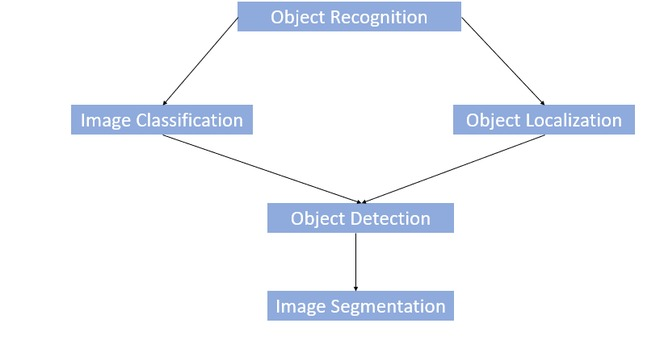 Object Recognition
Image Classification
Object Localization
Object Detection
Image Segmentation